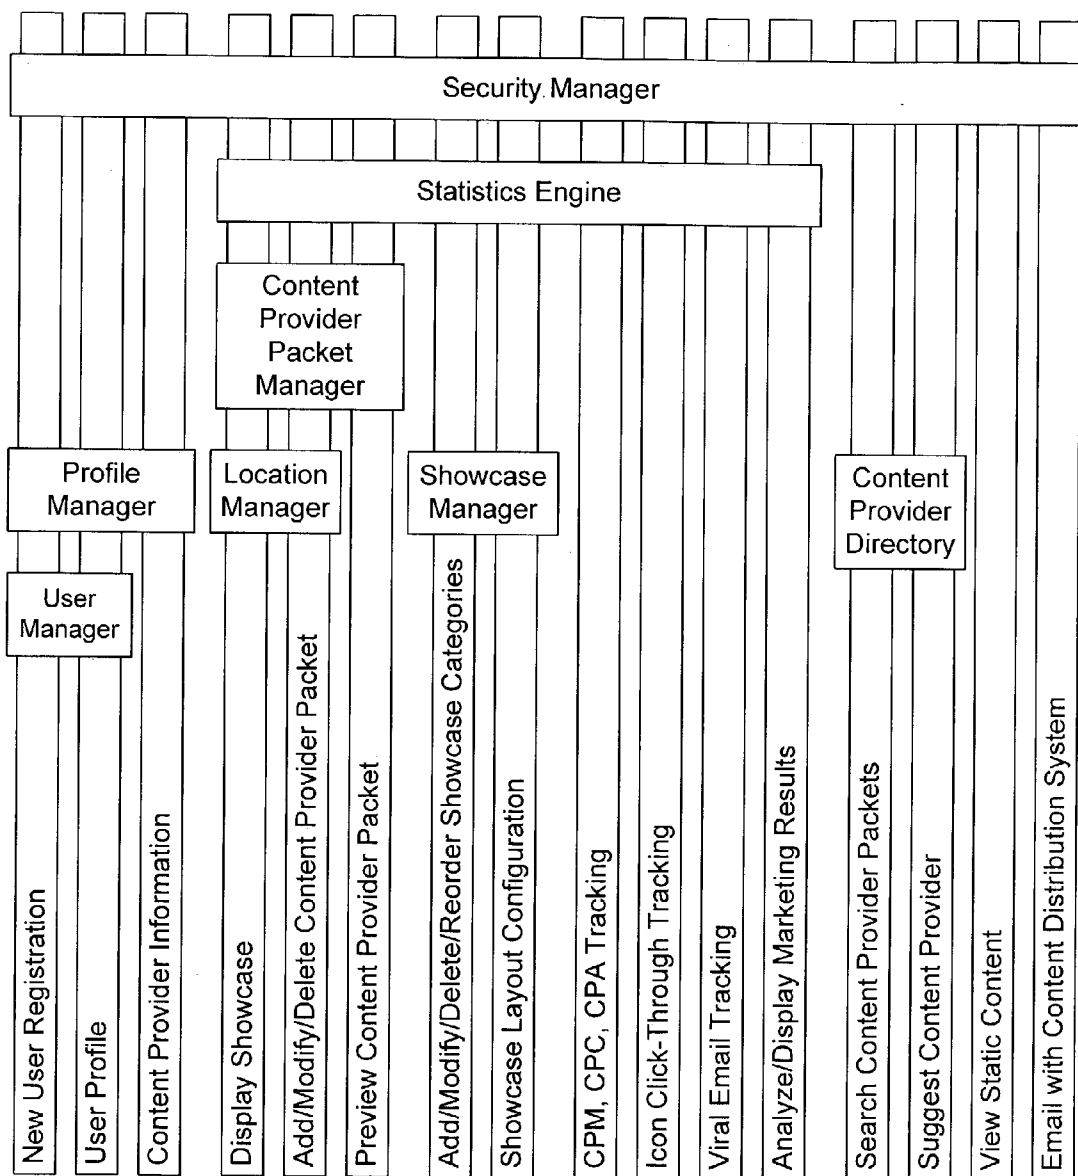 Security Manager
Statistics Engine
Content
Provider
Packet
Manager
Profile
Manager
Location
Manager
Showcase
Manager
Content
Provider
Directory
User
Manager
New User Registration
User Profile
Content Provider Information
Display Showcase
Add/Modify/Delete Content Provider Packet
Preview Content Provider Packet
Add/Modify/Delete/Reorder Showcase Categories
Showcase Layout Configuration
CPM, CPC, CPA Tracking
Icon Click-Through Tracking
Viral Email Tracking
Analyze/Display Marketing Results
Search Content Provider Packets
Suggest Content Provider
View Static Content
Email with Content Distribution System